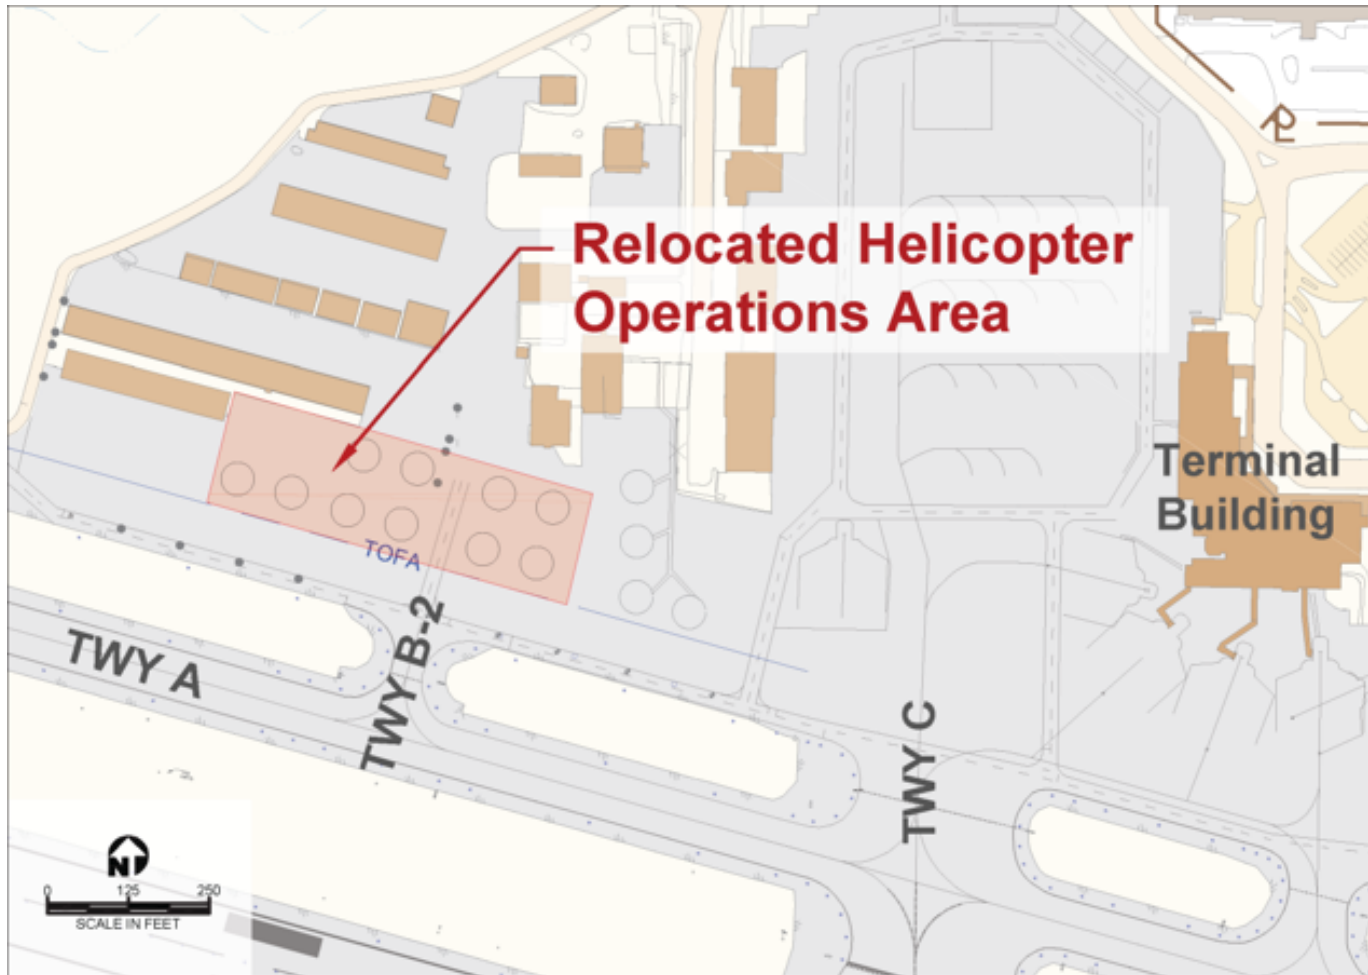 Relocated Helicopter
Operations Area
Terminal
Building
TOFA
TWY A
TWY B-2
TWY C
N
0 125 250
SCALE IN FEET